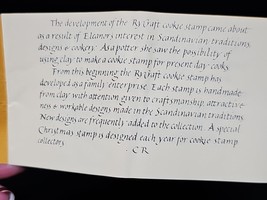 The development of the Rycraft cookie stamp came about
as a result of Eleanor's interest in Scandinavian traditions,
designs & cookery. As a potter she saw the possibility of
using clay to make a cookie stamp for present day cooks.
From this beginning the Rycraft cookie stamp has
developed as a family enterprise. Each stamp is handmade
from clay with attention given to craftsmanship, attractive-
ness & workable designs made in the Scandinavian traditions.
New designs are frequently added to the collection. A special
Christmas stamp is designed each year for cookie stamp
collectors.
- C R